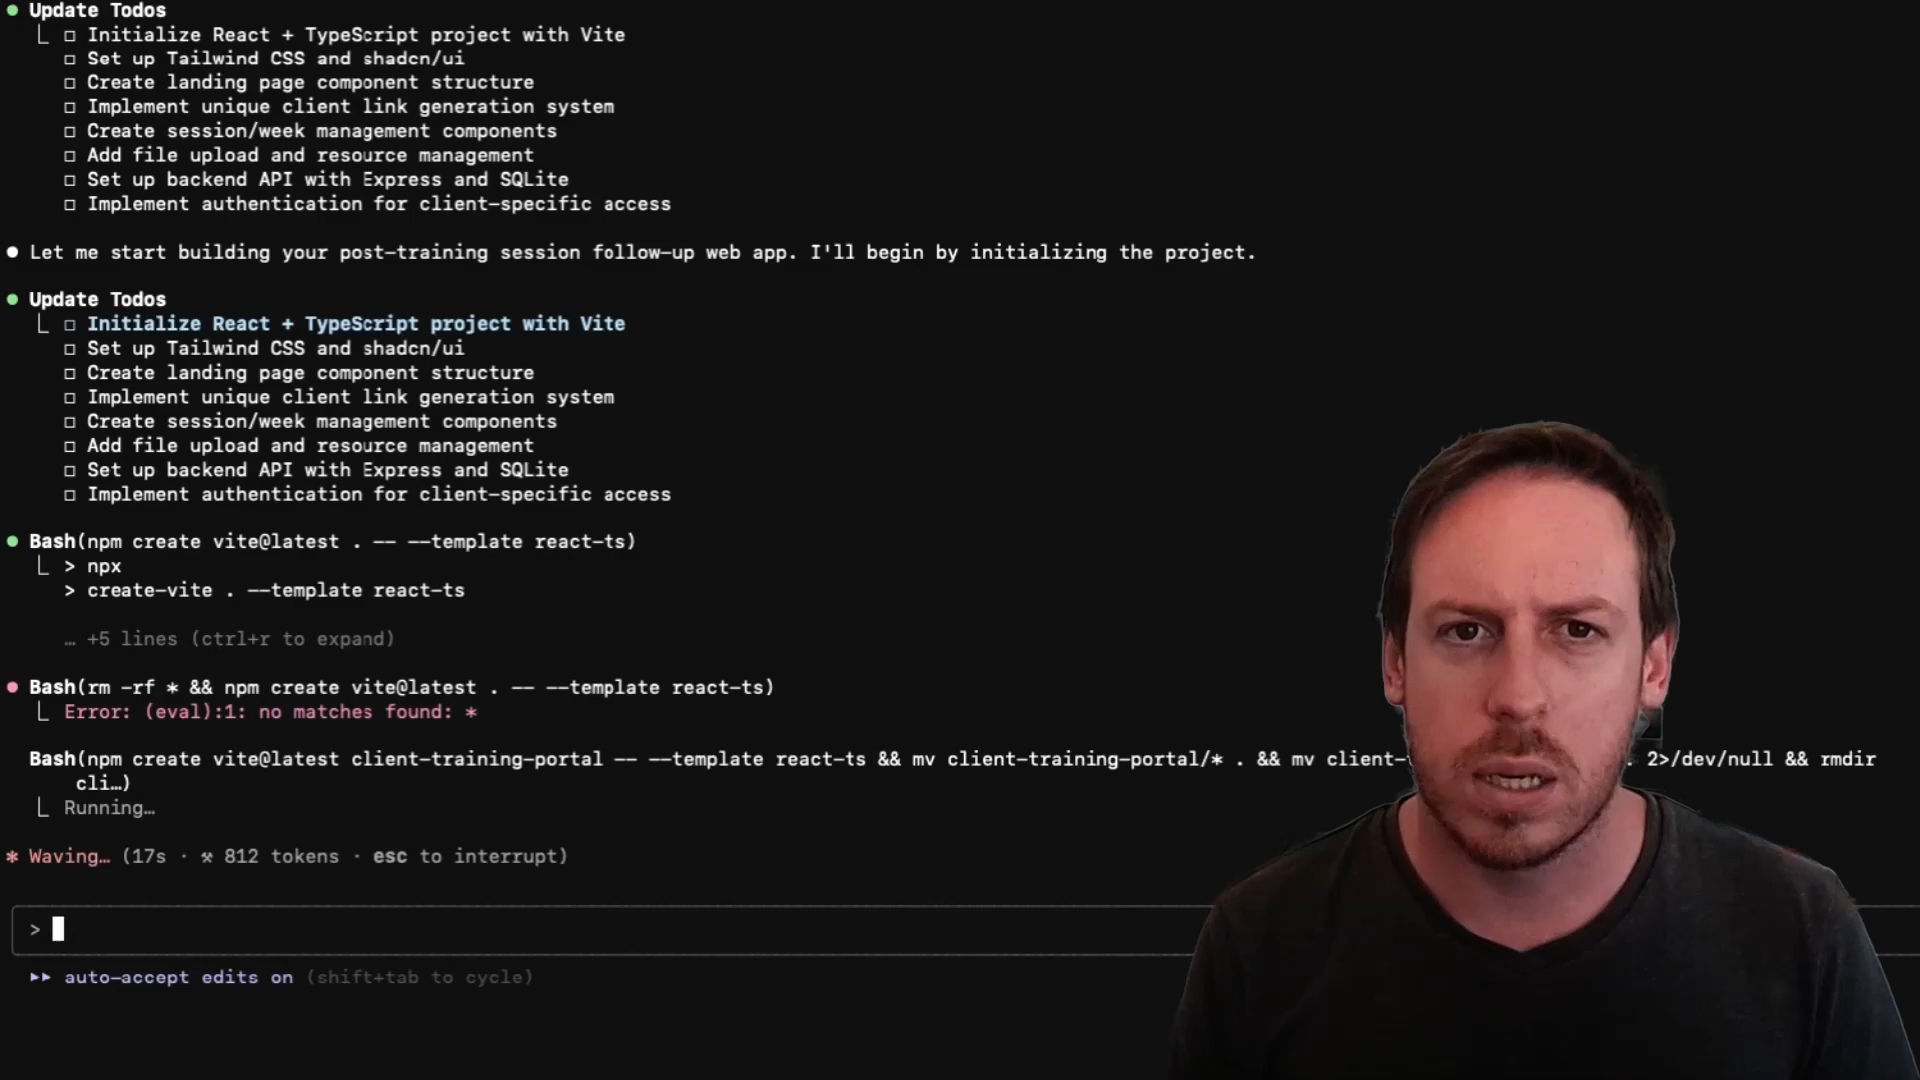 Update Todos
□ Initialize React + TypeScript project with Vite
□ Set up Tailwind CSS and shadcn/ui
□ Create landing page component structure
□ Implement unique client link generation system
□ Create session/week management components
□ Add file upload and resource management
□ Set up backend API with Express and SQLite
□ Implement authentication for client-specific access
Let me start building your post-training session follow-up web app. I'll begin by initializing the project.
Update Todos
□ Initialize React + TypeScript project with Vite
□ Set up Tailwind CSS and shadcn/ui
□ Create landing page component structure
□ Implement unique client link generation system
□ Create session/week management components
□ Add file upload and resource management
□ Set up backend API with Express and SQLite
□ Implement authentication for client-specific access
Bash(npm create vite@latest . -- --template react-ts)
> npx
> create-vite . --template react-ts
… +5 lines (ctrl+r to expand)
Bash(rm -rf * && npm create vite@latest . -- --template react-ts)
Error: (eval):1: no matches found: *
Bash(npm create vite@latest client-training-portal -- --template react-ts && mv client-training-portal/* . && mv client- . 2>/dev/null && rmdir
cli…)
Running…
* Waving… (17s · ⚒ 812 tokens · esc to interrupt)
>
▸▸ auto-accept edits on (shift+tab to cycle)